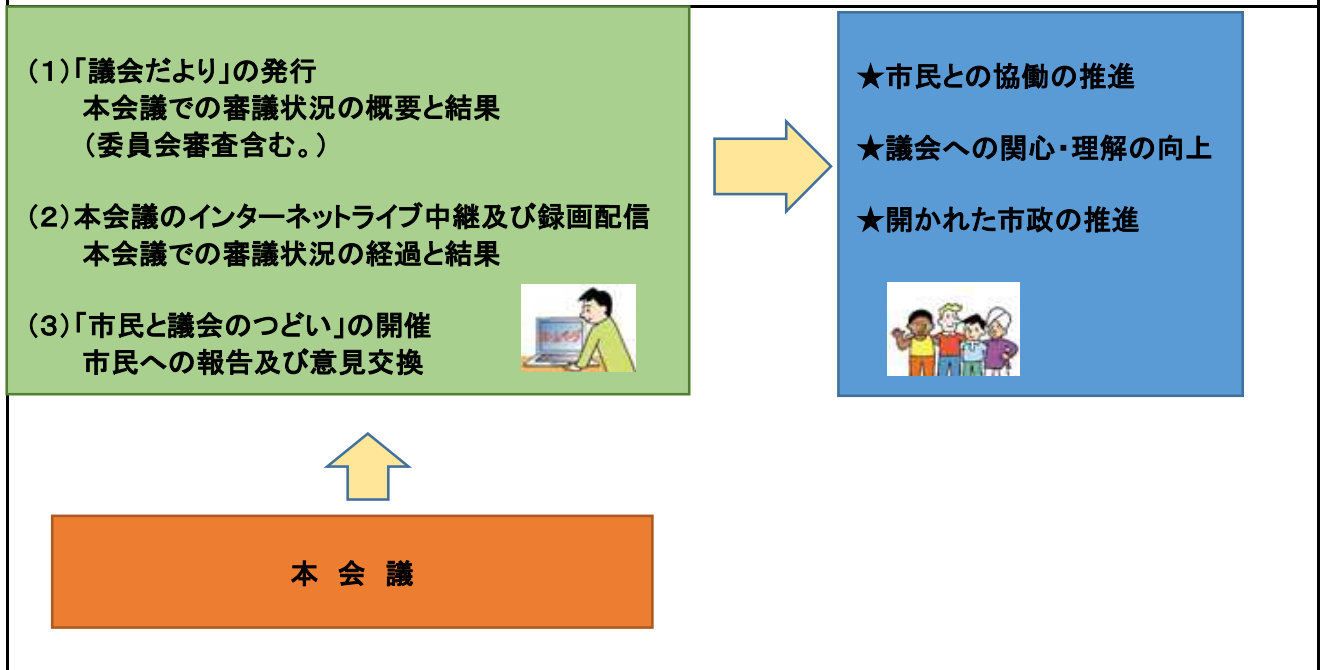 (1)「議会だより」の発行
本会議での審議状況の概要と結果
(委員会審査含む。)
(2)本会議のインターネットライブ中継及び録画配信
本会議での審議状況の経過と結果
(3)「市民と議会のつどい」の開催
市民への報告及び意見交換
★市民との協働の推進
★議会への関心・理解の向上
★開かれた市政の推進
本 会 議